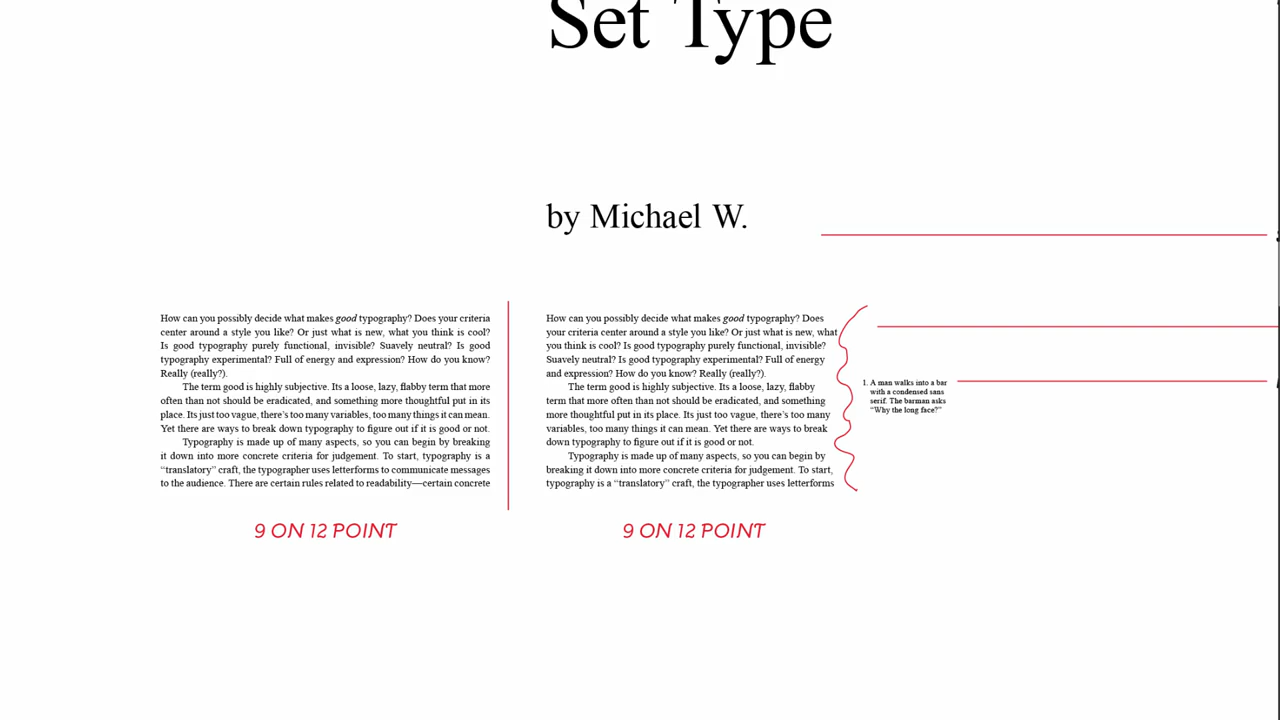 Set Type
by Michael W.
How can you possibly decide what makes good typography? Does your criteria
center around a style you like? Or just what is new, what you think is cool?
Is good typography purely functional, invisible? Suavely neutral? Is good
typography experimental? Full of energy and expression? How do you know?
Really (really?).
The term good is highly subjective. Its a loose, lazy, flabby term that more
often than not should be eradicated, and something more thoughtful put in its
place. Its just too vague, there's too many variables, too many things it can mean.
Yet there are ways to break down typography to figure out if it is good or not.
Typography is made up of many aspects, so you can begin by breaking
it down into more concrete criteria for judgement. To start, typography is a
“translatory” craft, the typographer uses letterforms to communicate messages
to the audience. There are certain rules related to readability—certain concrete
9 ON 12 POINT
How can you possibly decide what makes good typography? Does
your criteria center around a style you like? Or just what is new, what
you think is cool? Is good typography purely functional, invisible?
Suavely neutral? Is good typography experimental? Full of energy
and expression? How do you know? Really (really?).
The term good is highly subjective. Its a loose, lazy, flabby
term that more often than not should be eradicated, and something
more thoughtful put in its place. Its just too vague, there's too many
variables, too many things it can mean. Yet there are ways to break
down typography to figure out if it is good or not.
Typography is made up of many aspects, so you can begin by
breaking it down into more concrete criteria for judgement. To start,
typography is a “translatory” craft, the typographer uses letterforms
9 ON 12 POINT
1. A man walks into a bar
with a condensed sans
serif. The barman asks
“Why the long face?”